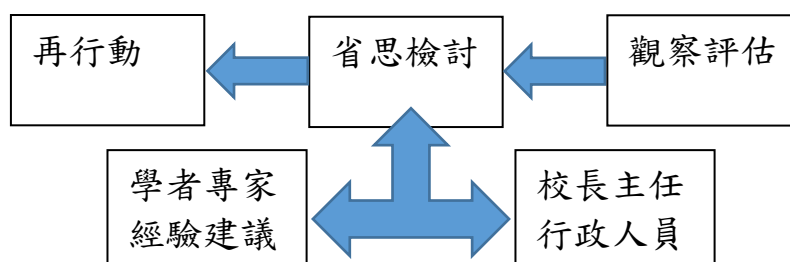 再行動
省思檢討
觀察評估
學者專家
經驗建議
校長主任
行政人員